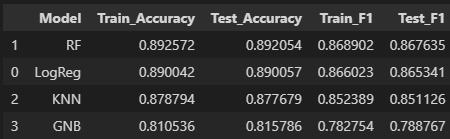 Model Train_Accuracy Test_Accuracy Train_F1 Test_F1
1 RF 0.892572 0.892054 0.868902 0.867635
0 LogReg 0.890042 0.890057 0.866023 0.865341
2 KNN 0.878794 0.877679 0.852389 0.851126
3 GNB 0.810536 0.815786 0.782754 0.788767